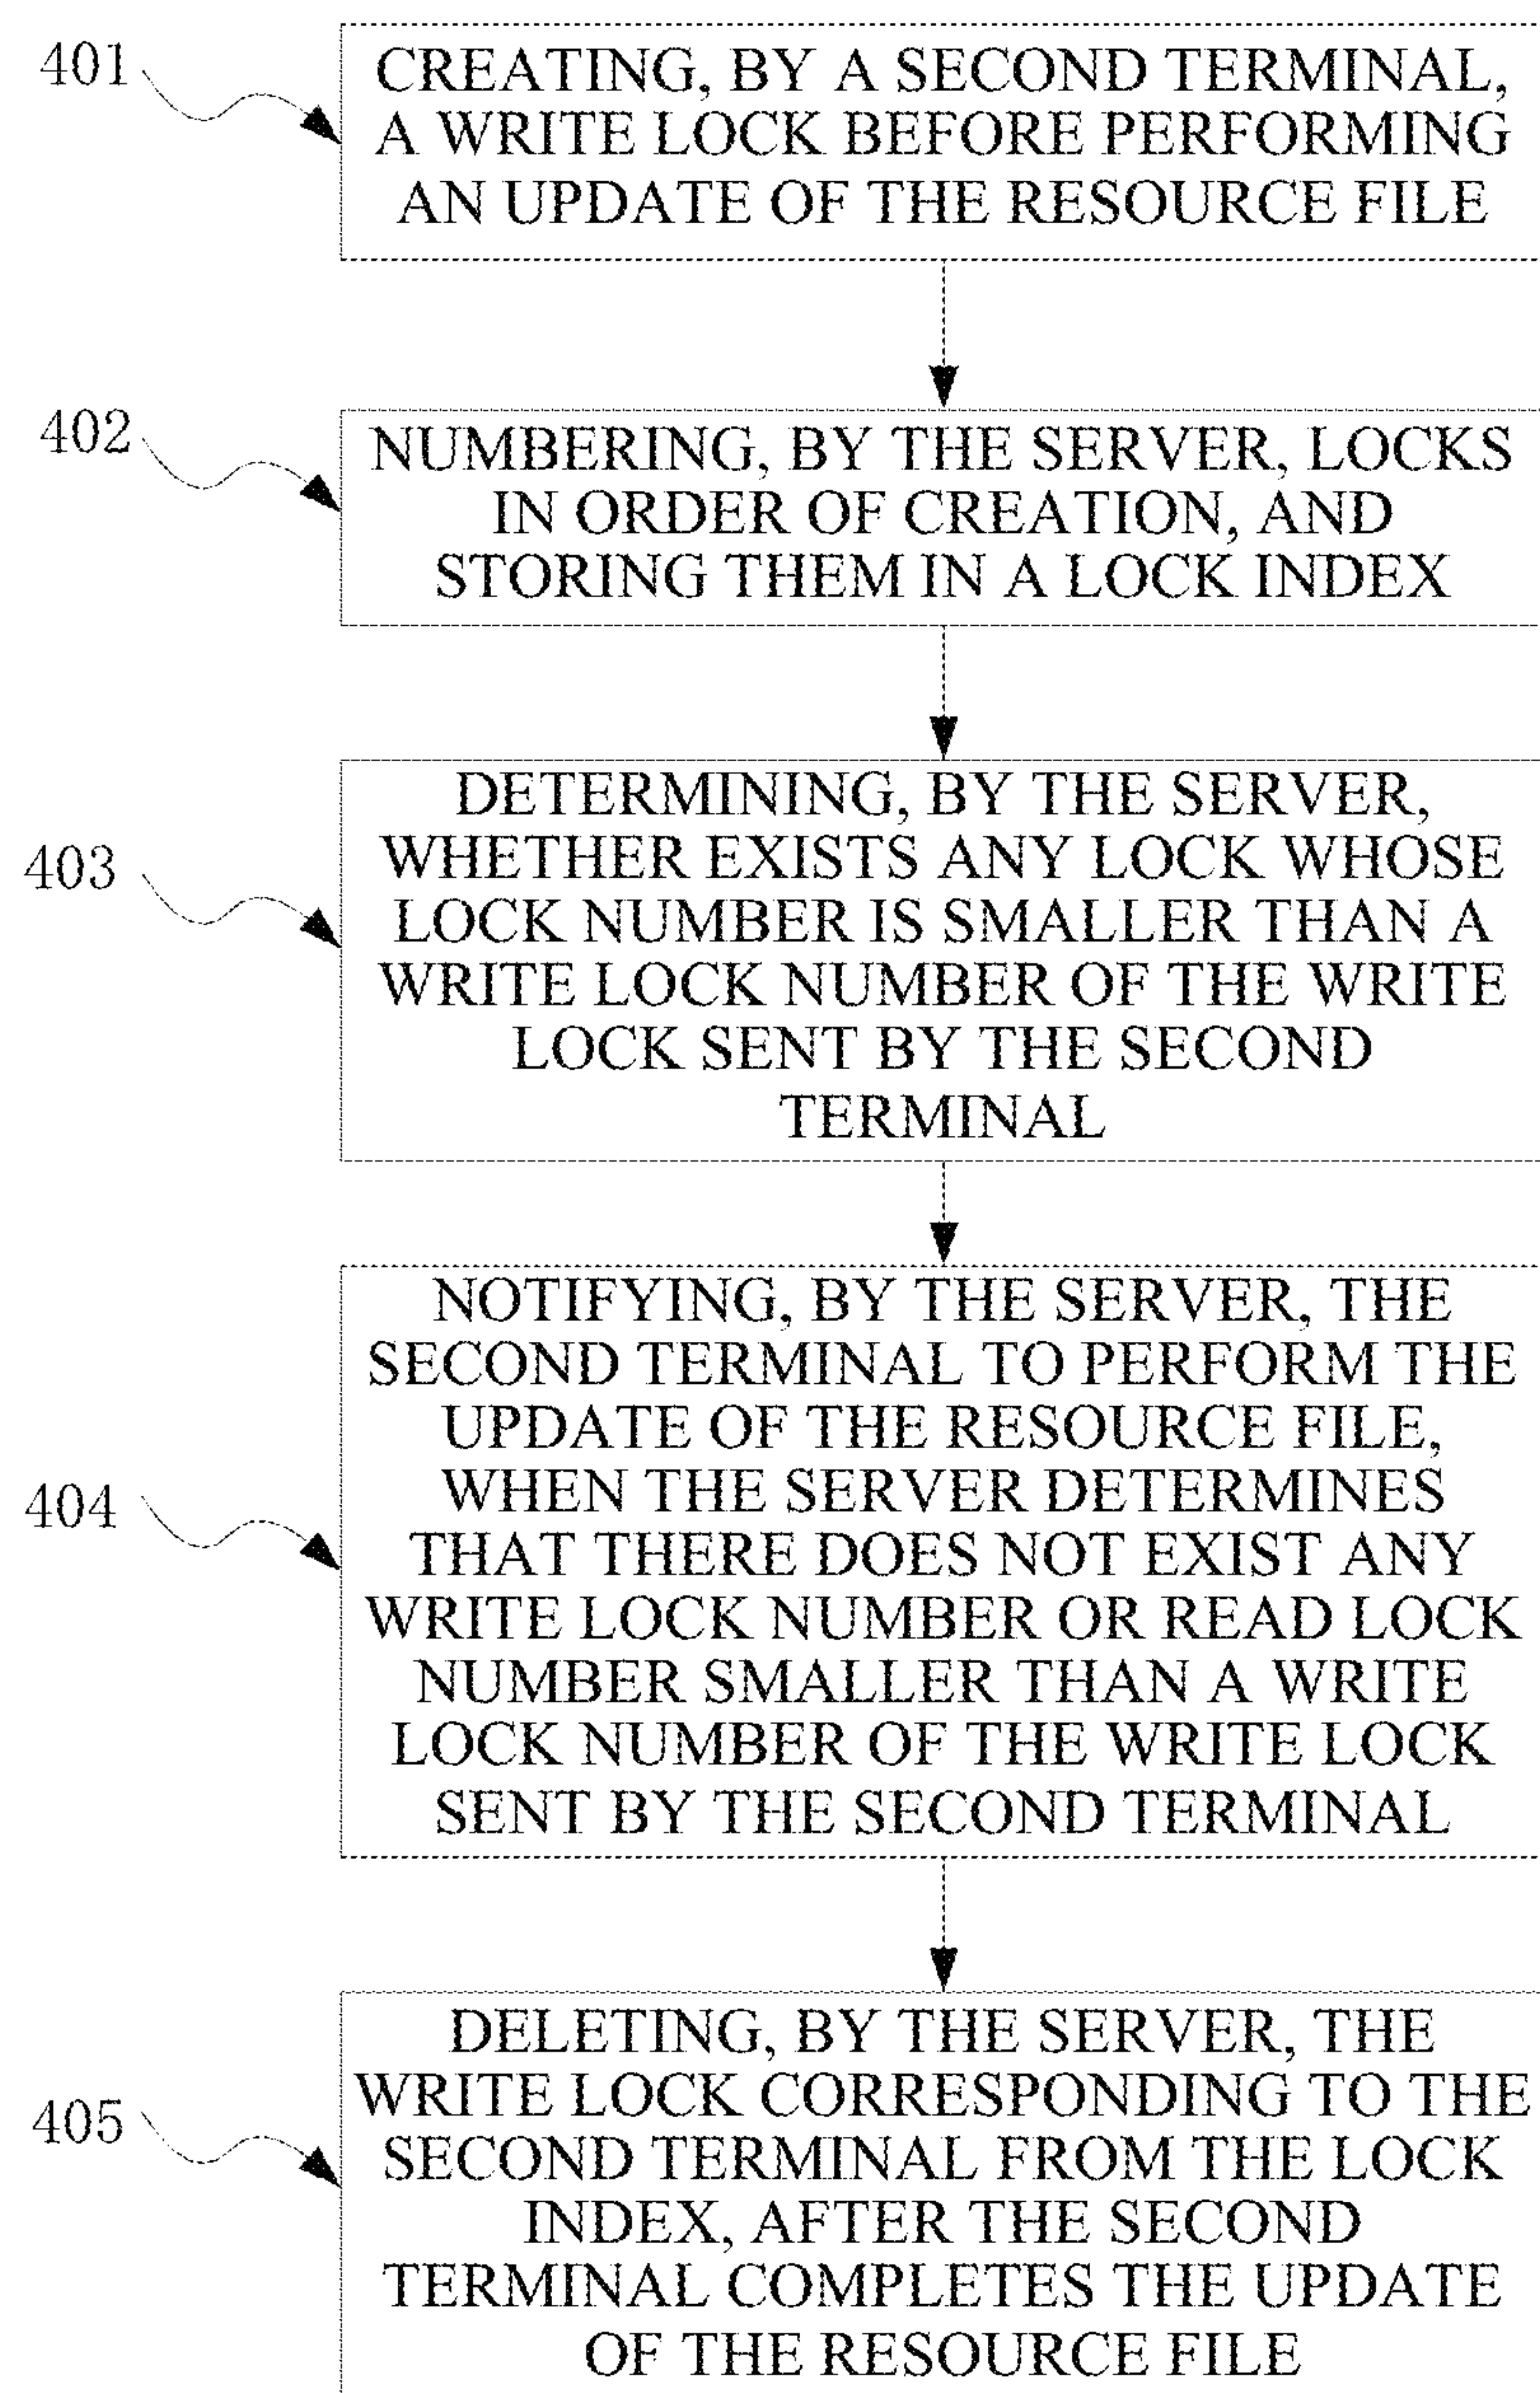 401
CREATING, BY A SECOND TERMINAL,
A WRITE LOCK BEFORE PERFORMING
AN UPDATE OF THE RESOURCE FILE
402
NUMBERING, BY THE SERVER, LOCKS
IN ORDER OF CREATION, AND
STORING THEM IN A LOCK INDEX
403
DETERMINING, BY THE SERVER,
WHETHER EXISTS ANY LOCK WHOSE
LOCK NUMBER IS SMALLER THAN A
WRITE LOCK NUMBER OF THE WRITE
LOCK SENT BY THE SECOND
TERMINAL
404
NOTIFYING, BY THE SERVER, THE
SECOND TERMINAL TO PERFORM THE
UPDATE OF THE RESOURCE FILE,
WHEN THE SERVER DETERMINES
THAT THERE DOES NOT EXIST ANY
WRITE LOCK NUMBER OR READ LOCK
NUMBER SMALLER THAN A WRITE
LOCK NUMBER OF THE WRITE LOCK
SENT BY THE SECOND TERMINAL
405
DELETING, BY THE SERVER, THE
WRITE LOCK CORRESPONDING TO THE
SECOND TERMINAL FROM THE LOCK
INDEX, AFTER THE SECOND
TERMINAL COMPLETES THE UPDATE
OF THE RESOURCE FILE